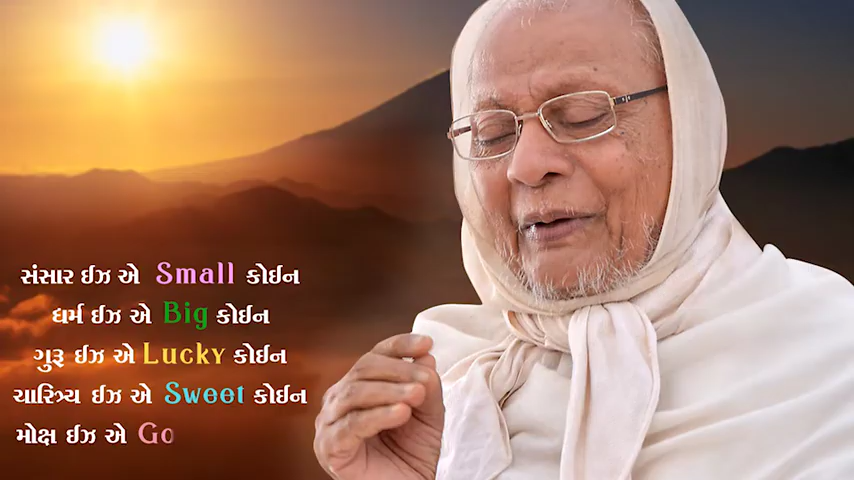 સંસાર ઈઝ એ Small કોઈન
ધર્મ ઈઝ એ Big કોઈન
ગુરૂ ઈઝ એ Lucky કોઈન
ચારિત્ર્ય ઈઝ એ Sweet કોઈન
મોક્ષ ઈઝ એ Go